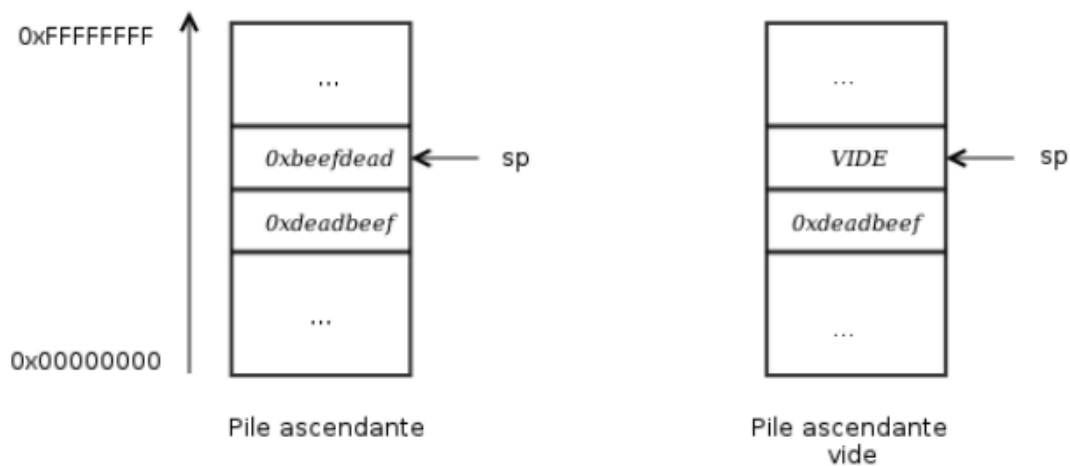 0xFFFFFFFF
...
0xbeefdead
sp
0xdeadbeef
...
0x00000000
Pile ascendante
...
VIDE
sp
0xdeadbeef
...
Pile ascendante
vide